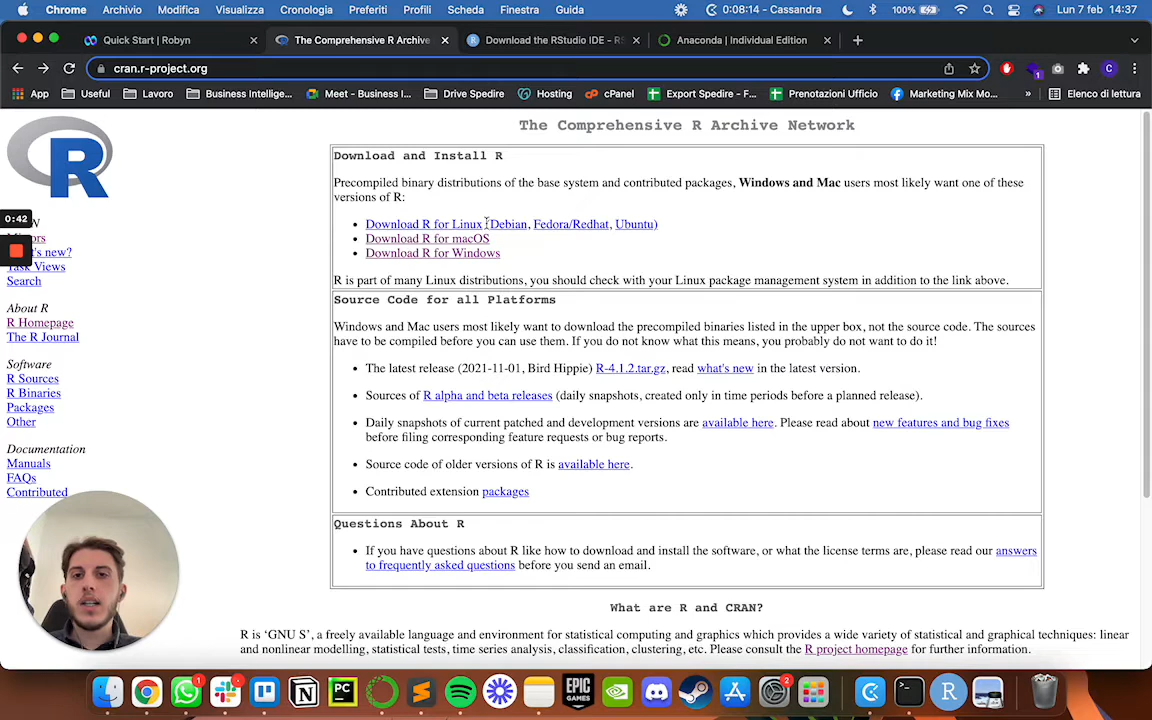 Chrome Archivio Modifica Visualizza Cronologia Preferiti Profili Scheda Finestra Guida 0:08:14 - Cassandra 100% Lun 7 feb 14:37
Quick Start | Robyn The Comprehensive R Archive Download the RStudio IDE - RS Anaconda | Individual Edition
cran.r-project.org
App Useful Lavoro Business Intellige... Meet - Business I... Drive Spedire Hosting cPanel Export Spedire - F... Prenotazioni Ufficio Marketing Mix Mo... » Elenco di lettura
R
The Comprehensive R Archive Network
Download and Install R
Precompiled binary distributions of the base system and contributed packages, Windows and Mac users most likely want one of these
versions of R:
Download R for Linux (Debian, Fedora/Redhat, Ubuntu)
Download R for macOS
Download R for Windows
R is part of many Linux distributions, you should check with your Linux package management system in addition to the link above.
Source Code for all Platforms
Windows and Mac users most likely want to download the precompiled binaries listed in the upper box, not the source code. The sources
have to be compiled before you can use them. If you do not know what this means, you probably do not want to do it!
The latest release (2021-11-01, Bird Hippie) R-4.1.2.tar.gz, read what's new in the latest version.
Sources of R alpha and beta releases (daily snapshots, created only in time periods before a planned release).
Daily snapshots of current patched and development versions are available here. Please read about new features and bug fixes
before filing corresponding feature requests or bug reports.
Source code of older versions of R is available here.
Contributed extension packages
Questions About R
If you have questions about R like how to download and install the software, or what the license terms are, please read our answers
to frequently asked questions before you send an email.
What are R and CRAN?
R is ‘GNU S’, a freely available language and environment for statistical computing and graphics which provides a wide variety of statistical and graphical techniques: linear
and nonlinear modelling, statistical tests, time series analysis, classification, clustering, etc. Please consult the R project homepage for further information.
0:42
Task Views
Search
About R
R Homepage
The R Journal
Software
R Sources
R Binaries
Packages
Other
Documentation
Manuals
FAQs
Contributed